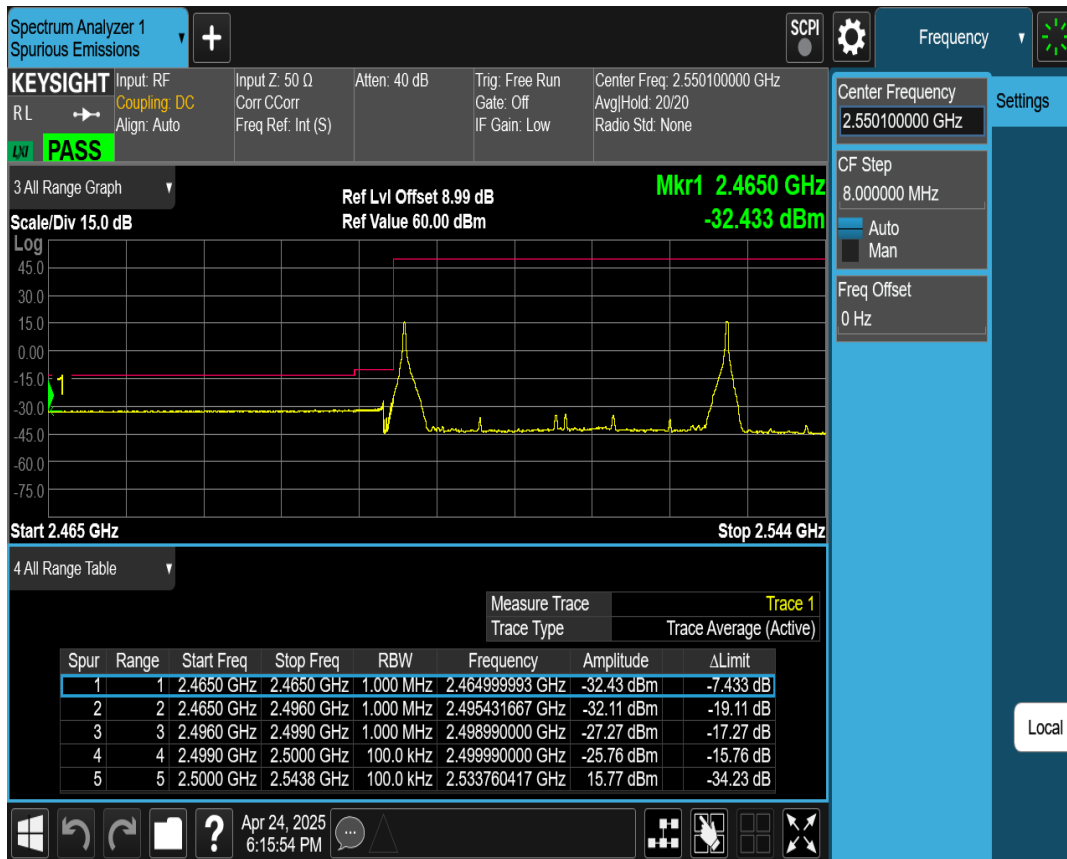 Spectrum Analyzer 1
Spurious Emissions
+
SCPI
Frequency
KEYSIGHT
RL
LXI
PASS
Input: RF
Coupling: DC
Align: Auto
Input Z: 50 Ω
Corr CCorr
Freq Ref: Int (S)
Atten: 40 dB
Trig: Free Run
Gate: Off
IF Gain: Low
Center Freq: 2.550100000 GHz
Avg|Hold: 20/20
Radio Std: None
Center Frequency
2.550100000 GHz
Settings
CF Step
8.000000 MHz
Auto
Man
Freq Offset
0 Hz
Local
3 All Range Graph
Ref Lvl Offset 8.99 dB
Mkr1 2.4650 GHz
Scale/Div 15.0 dB
Ref Value 60.00 dBm
-32.433 dBm
Log
45.0
30.0
15.0
0.00
-15.0
1
-30.0
-45.0
-60.0
-75.0
Start 2.465 GHz
Stop 2.544 GHz
4 All Range Table
Measure Trace Trace 1
Trace Type Trace Average (Active)
Spur Range Start Freq Stop Freq RBW Frequency Amplitude ΔLimit
1 1 2.4650 GHz 2.4650 GHz 1.000 MHz 2.464999993 GHz -32.43 dBm -7.433 dB
2 2 2.4650 GHz 2.4960 GHz 1.000 MHz 2.495431667 GHz -32.11 dBm -19.11 dB
3 3 2.4960 GHz 2.4990 GHz 1.000 MHz 2.498990000 GHz -27.27 dBm -17.27 dB
4 4 2.4990 GHz 2.5000 GHz 100.0 kHz 2.499990000 GHz -25.76 dBm -15.76 dB
5 5 2.5000 GHz 2.5438 GHz 100.0 kHz 2.533760417 GHz 15.77 dBm -34.23 dB
?
Apr 24, 2025
6:15:54 PM